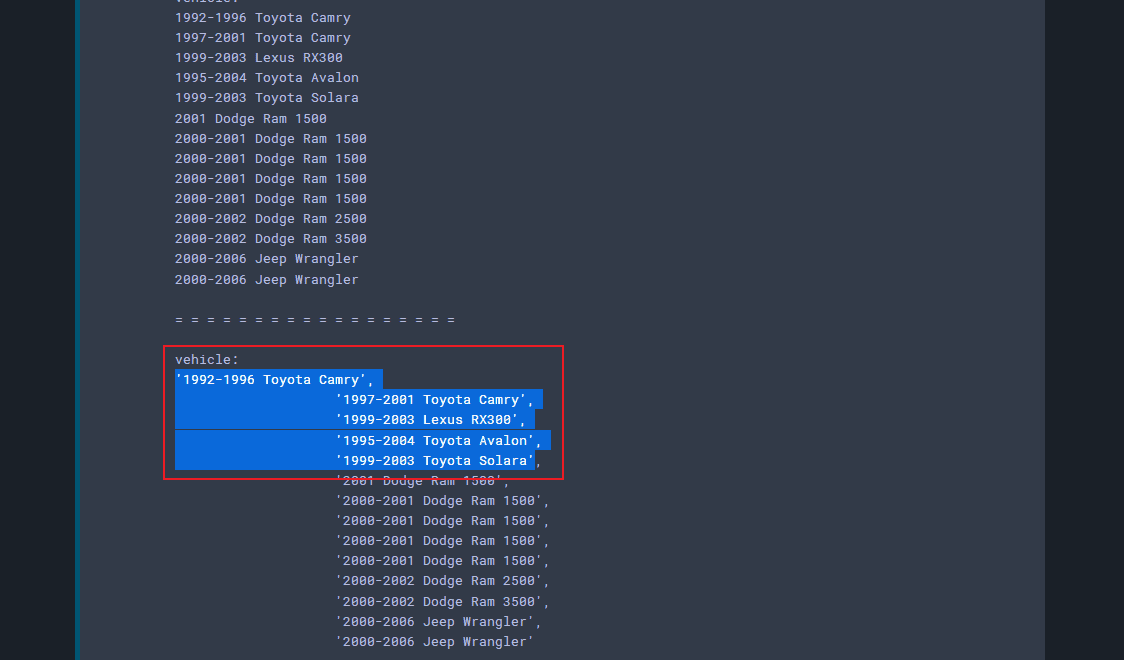 vehicle:
1992-1996 Toyota Camry
1997-2001 Toyota Camry
1999-2003 Lexus RX300
1995-2004 Toyota Avalon
1999-2003 Toyota Solara
2001 Dodge Ram 1500
2000-2001 Dodge Ram 1500
2000-2001 Dodge Ram 1500
2000-2001 Dodge Ram 1500
2000-2001 Dodge Ram 1500
2000-2002 Dodge Ram 2500
2000-2002 Dodge Ram 3500
2000-2006 Jeep Wrangler
2000-2006 Jeep Wrangler
= = = = = = = = = = = = = = = = = =
vehicle:
'1992-1996 Toyota Camry',
'1997-2001 Toyota Camry',
'1999-2003 Lexus RX300',
'1995-2004 Toyota Avalon',
'1999-2003 Toyota Solara',
'2001 Dodge Ram 1500',
'2000-2001 Dodge Ram 1500',
'2000-2001 Dodge Ram 1500',
'2000-2001 Dodge Ram 1500',
'2000-2001 Dodge Ram 1500',
'2000-2002 Dodge Ram 2500',
'2000-2002 Dodge Ram 3500',
'2000-2006 Jeep Wrangler',
'2000-2006 Jeep Wrangler'